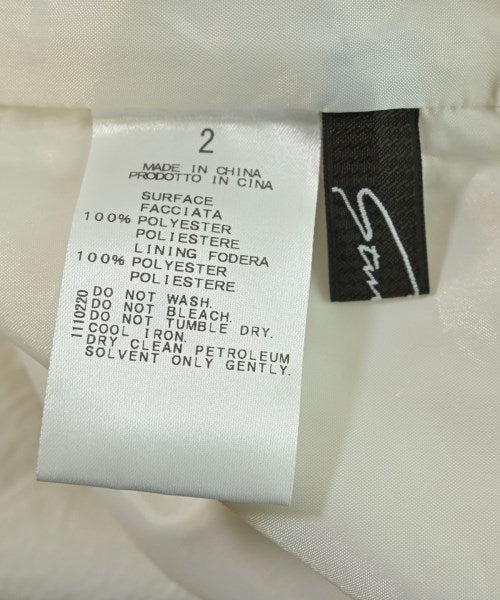 2
MADE IN CHINA
PRODOTTO IN CINA
SURFACE
FACCIATA
100% POLYESTER
POLIESTERE
LINING FODERA
100% POLYESTER
POLIESTERE
1110220
DO NOT WASH.
DO NOT BLEACH.
DO NOT TUMBLE DRY.
COOL IRON.
DRY CLEAN PETROLEUM
SOLVENT ONLY GENTLY.